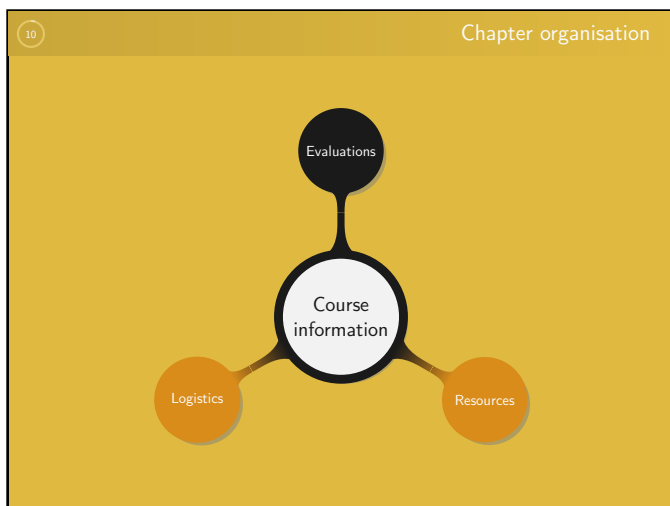 10
Chapter organisation
Evaluations
Course
information
Logistics
Resources